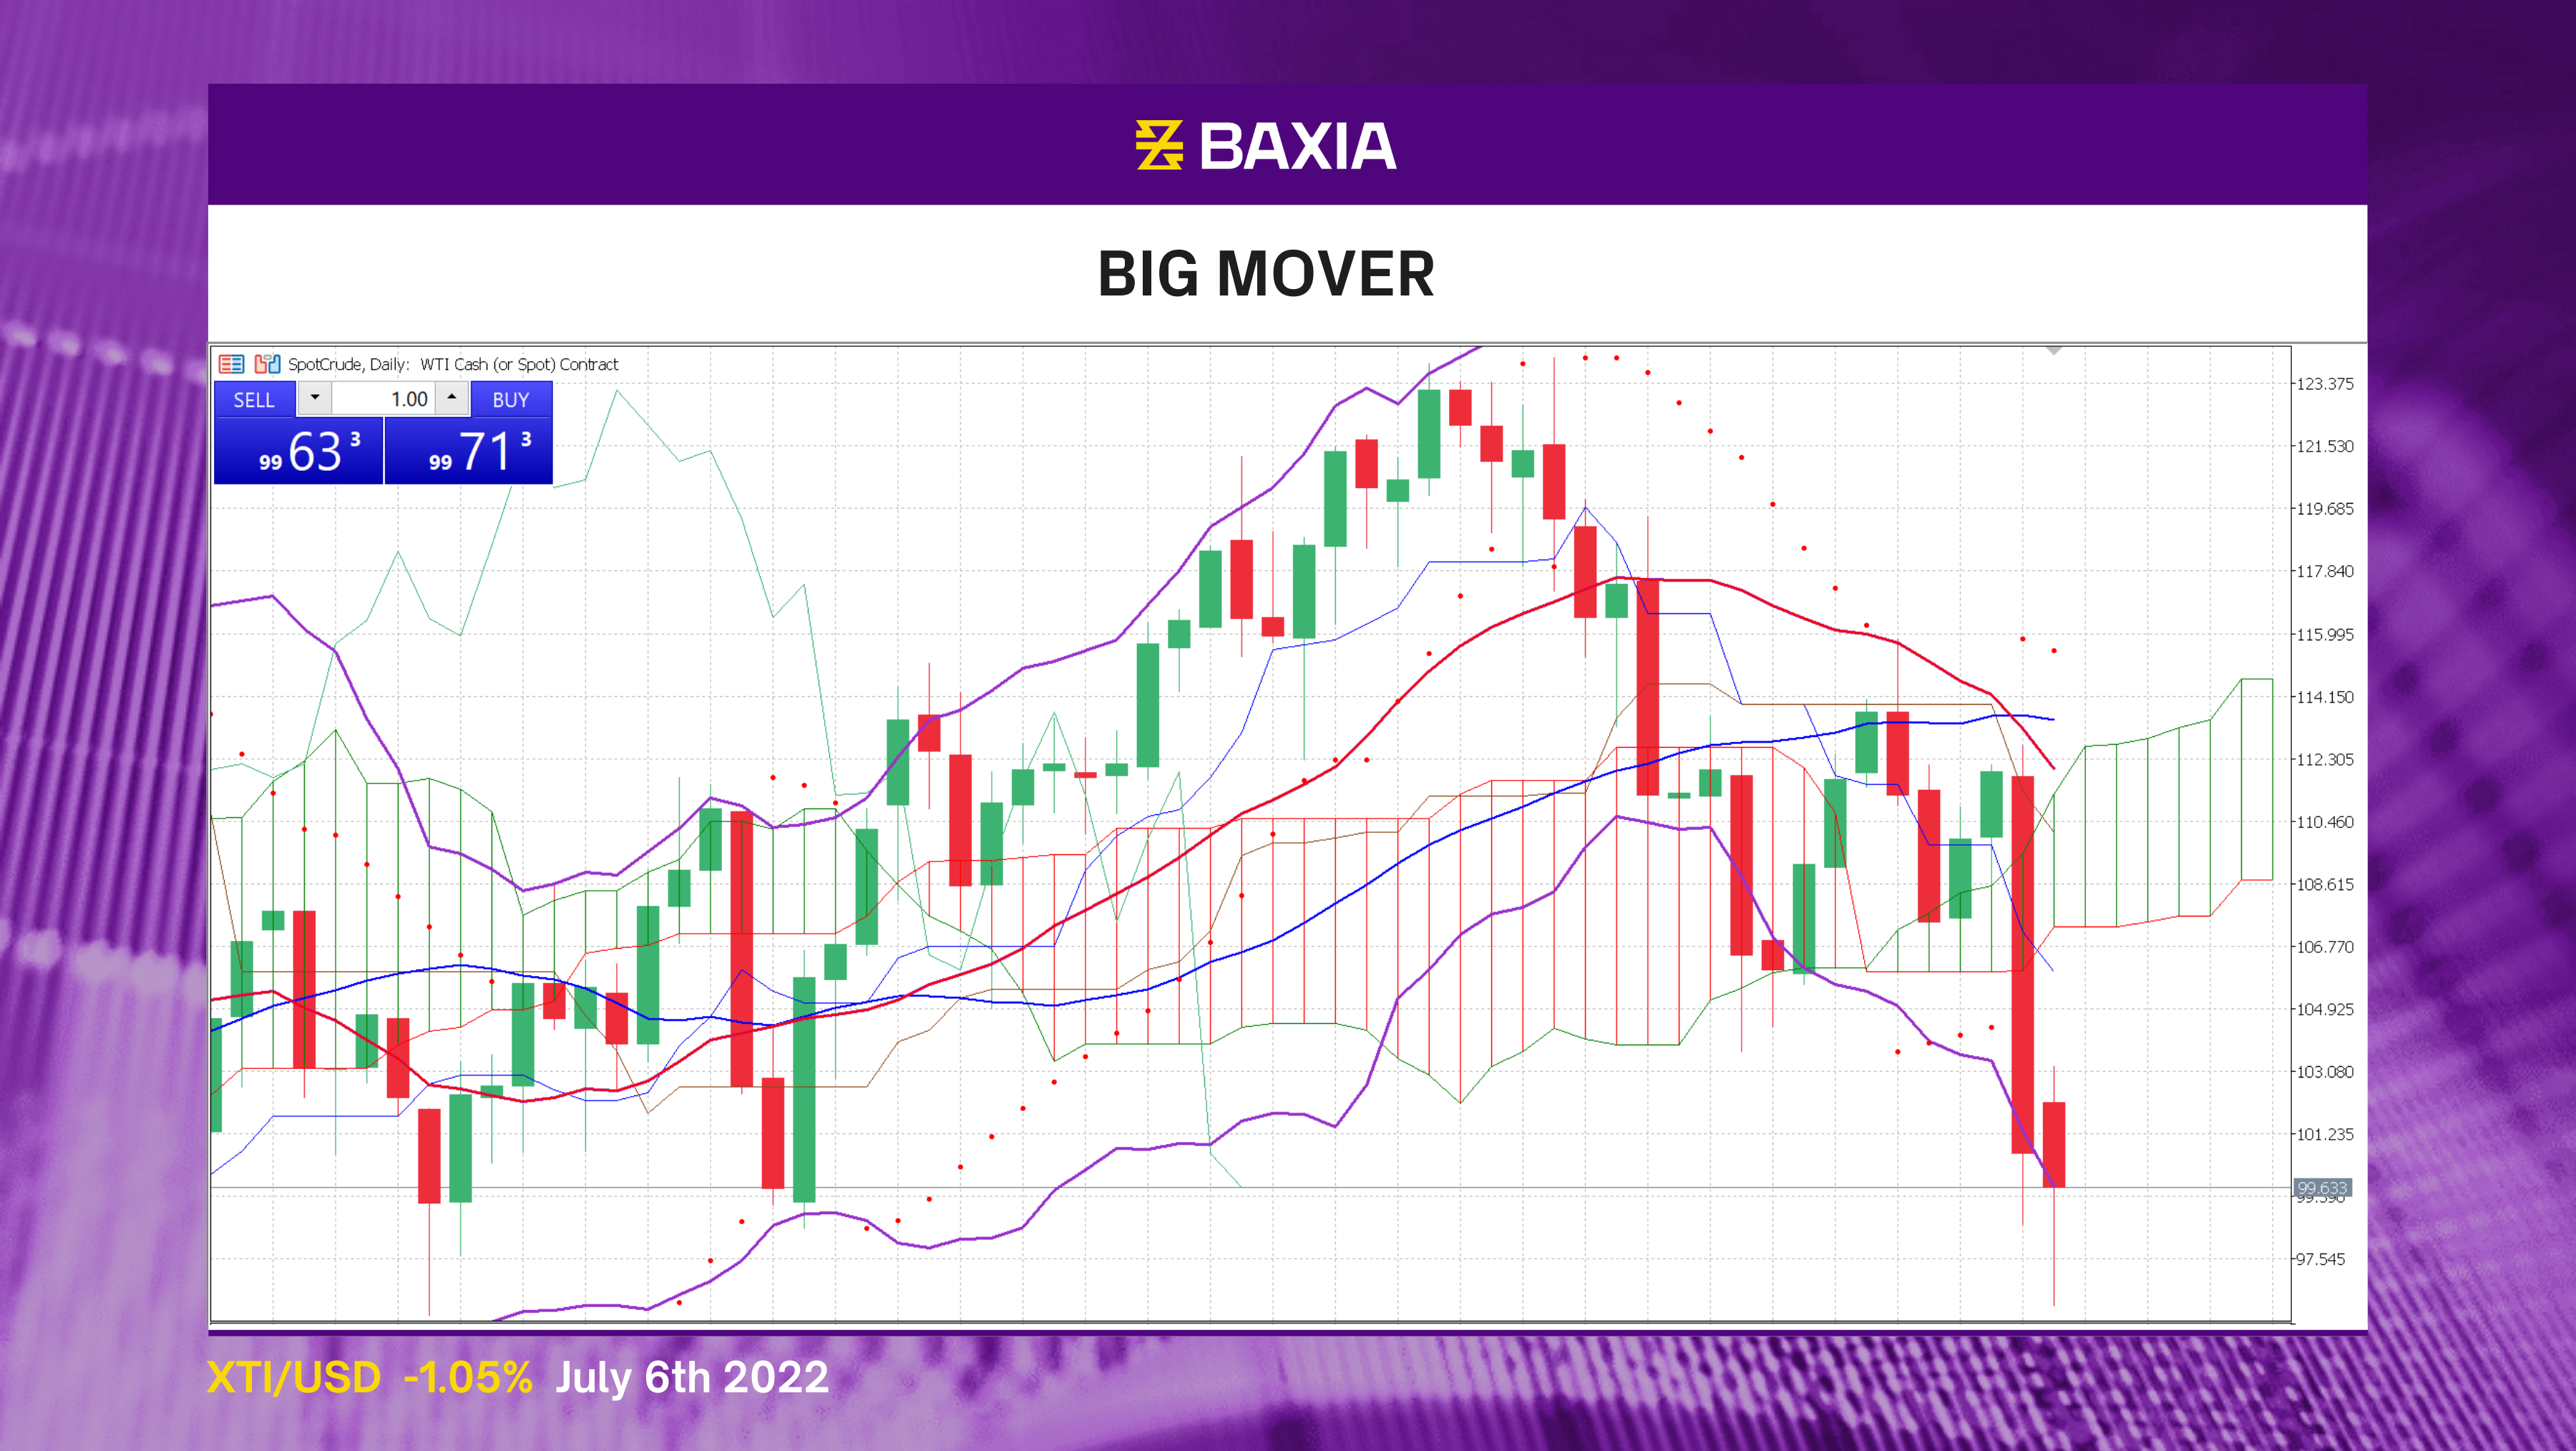 BAXIA
BIG MOVER
SpotCrude, Daily: WTI Cash (or Spot) Contract
SELL 1.00 BUY
99 63 3 99 71 3
123.375
121.530
119.685
117.840
115.995
114.150
112.305
110.460
108.615
106.770
104.925
103.080
101.235
99.633
99.390
97.545
XTI/USD -1.05% July 6th 2022